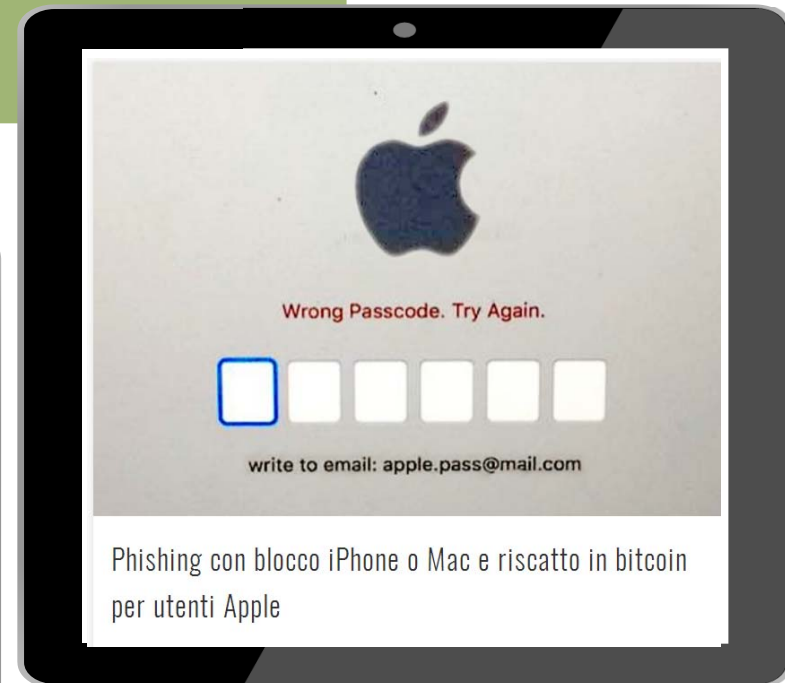 Wrong Passcode. Try Again.
write to email: apple.pass@mail.com
Phishing con blocco iPhone o Mac e riscatto in bitcoin
per utenti Apple